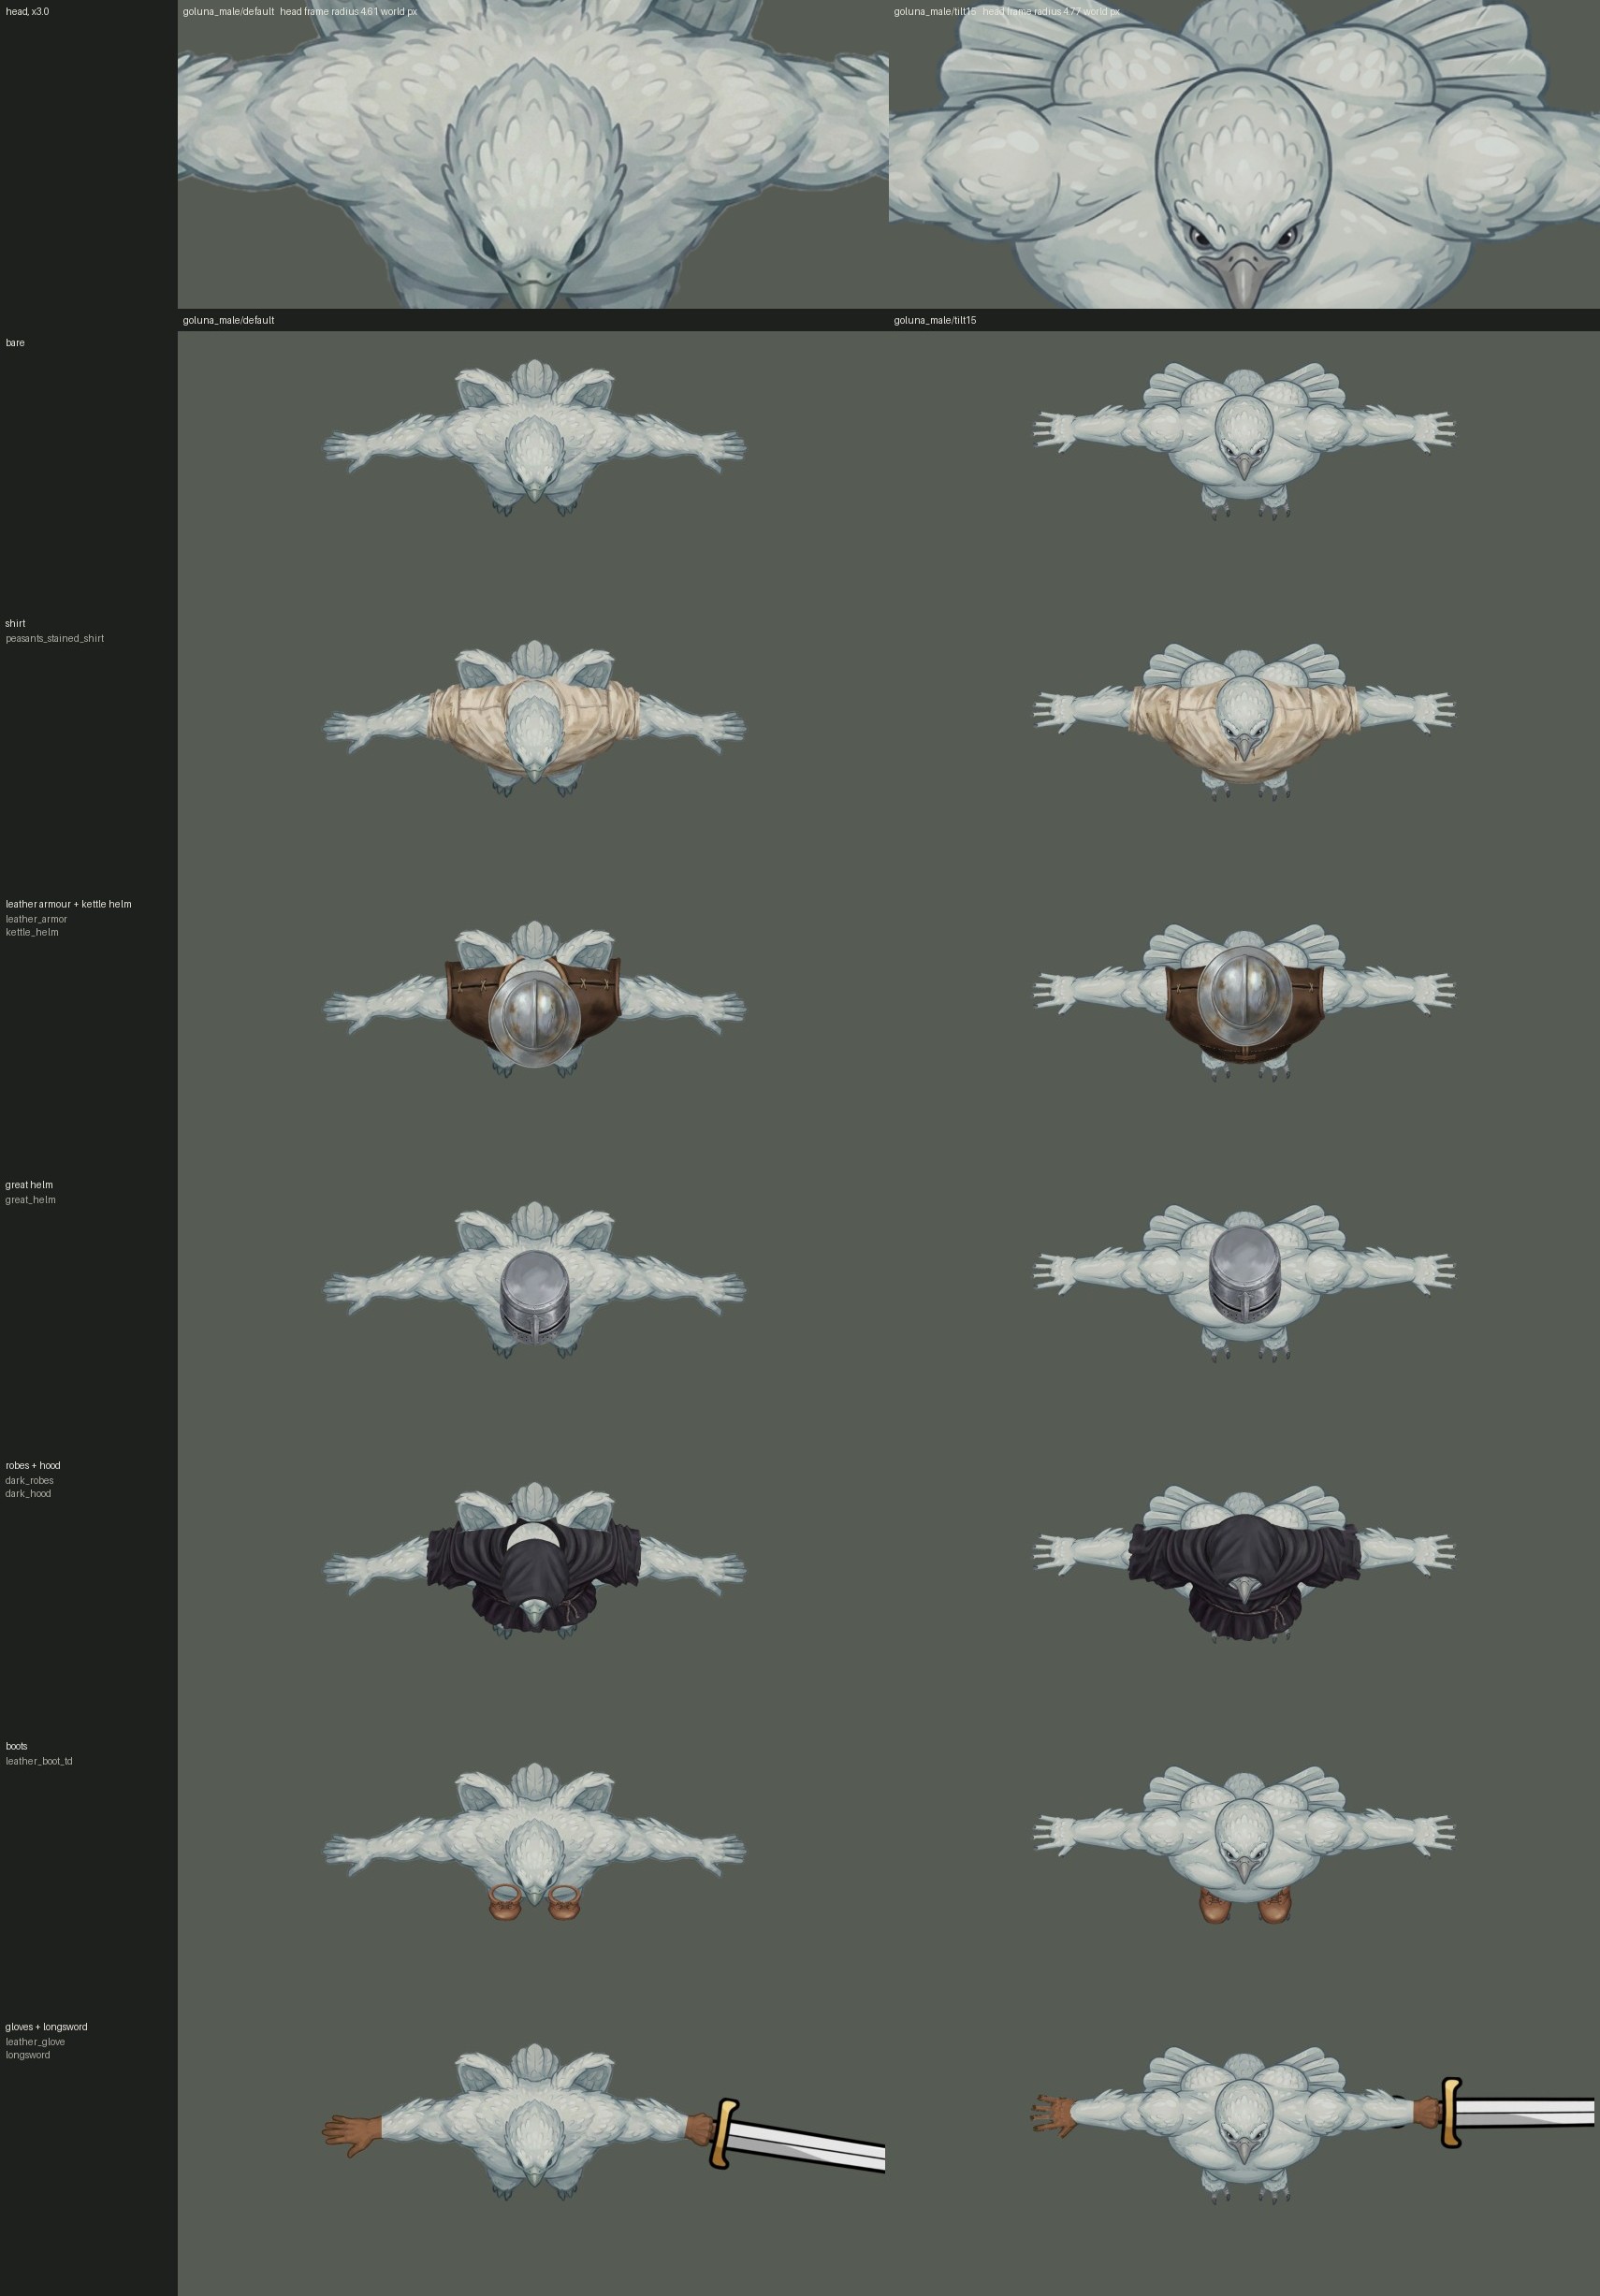 head, x3.0
goluna_male/default head frame radius 4.61 world px
goluna_male/tilt15 head frame radius 4.77 world px
goluna_male/default
goluna_male/tilt15
bare
shirt
peasants_stained_shirt
leather armour + kettle helm
leather_armor
kettle_helm
great helm
great_helm
robes + hood
dark_robes
dark_hood
boots
leather_boot_td
gloves + longsword
leather_glove
longsword